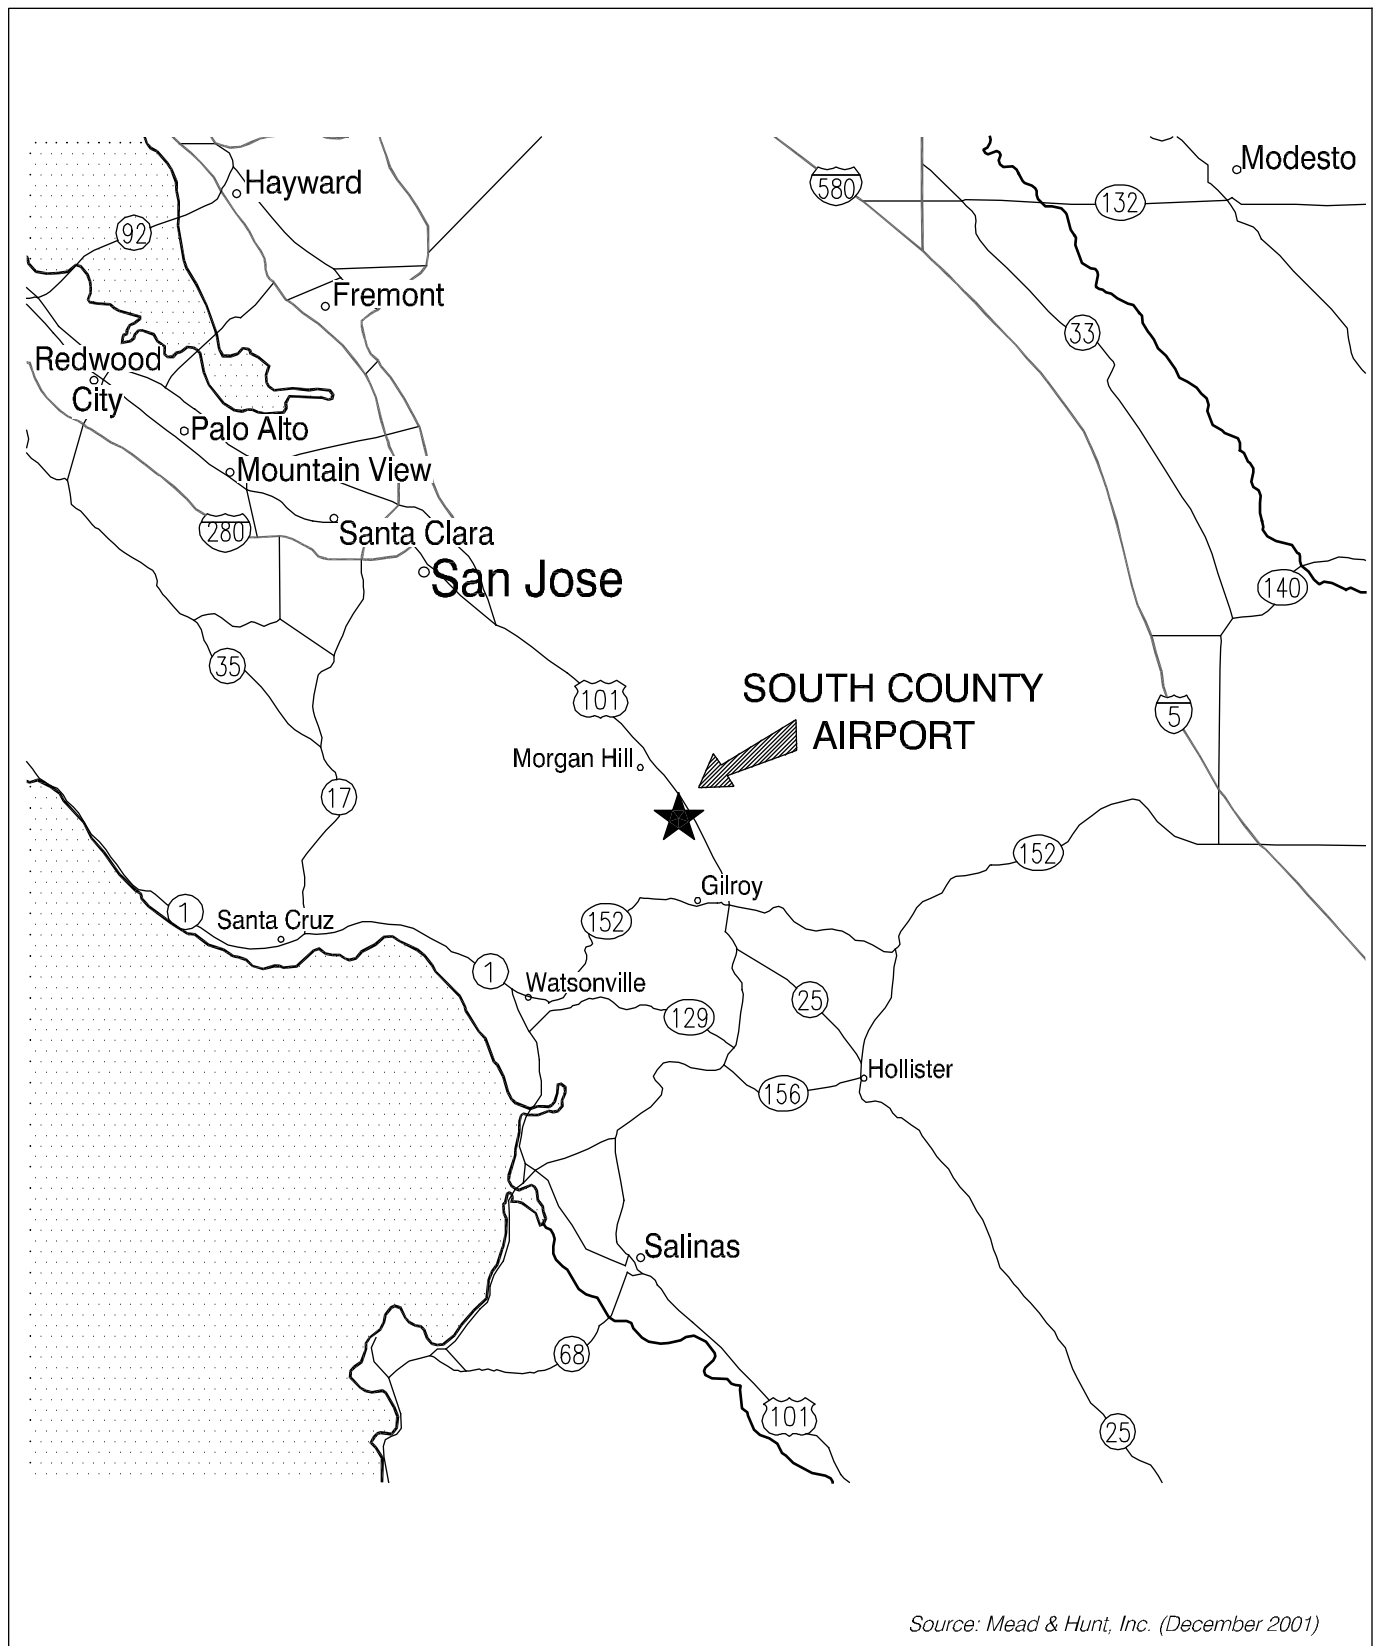 Modesto
580
Hayward
132
92
Fremont
33
Redwood
City
Palo Alto
Mountain View
280
Santa Clara
San Jose
140
35
SOUTH COUNTY
AIRPORT
101
5
Morgan Hill
17
152
Gilroy
1
Santa Cruz
152
1
Watsonville
25
129
Hollister
156
Salinas
68
101
25
Source: Mead & Hunt, Inc. (December 2001)